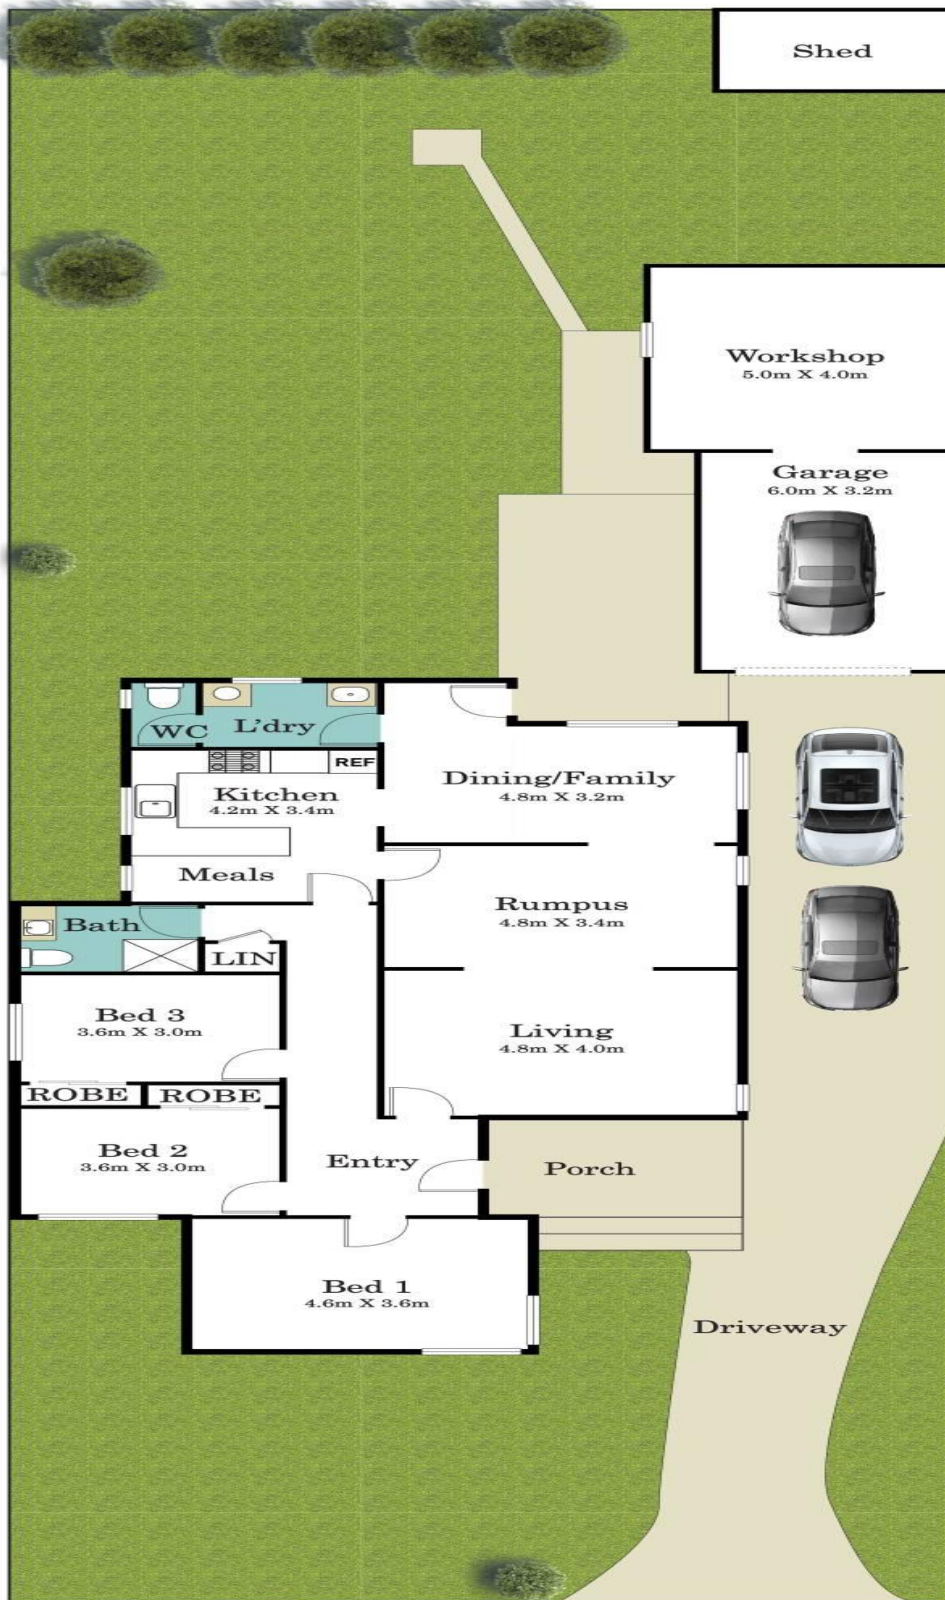 Shed
Workshop
5.0m X 4.0m
Garage
6.0m X 3.2m
WC
L'dry
REF
Kitchen
4.2m X 3.4m
Dining/Family
4.8m X 3.2m
Meals
Rumpus
4.8m X 3.4m
Bath
LIN
Bed 3
3.6m X 3.0m
Living
4.8m X 4.0m
ROBE
ROBE
Bed 2
3.6m X 3.0m
Entry
Porch
Bed 1
4.6m X 3.6m
Driveway